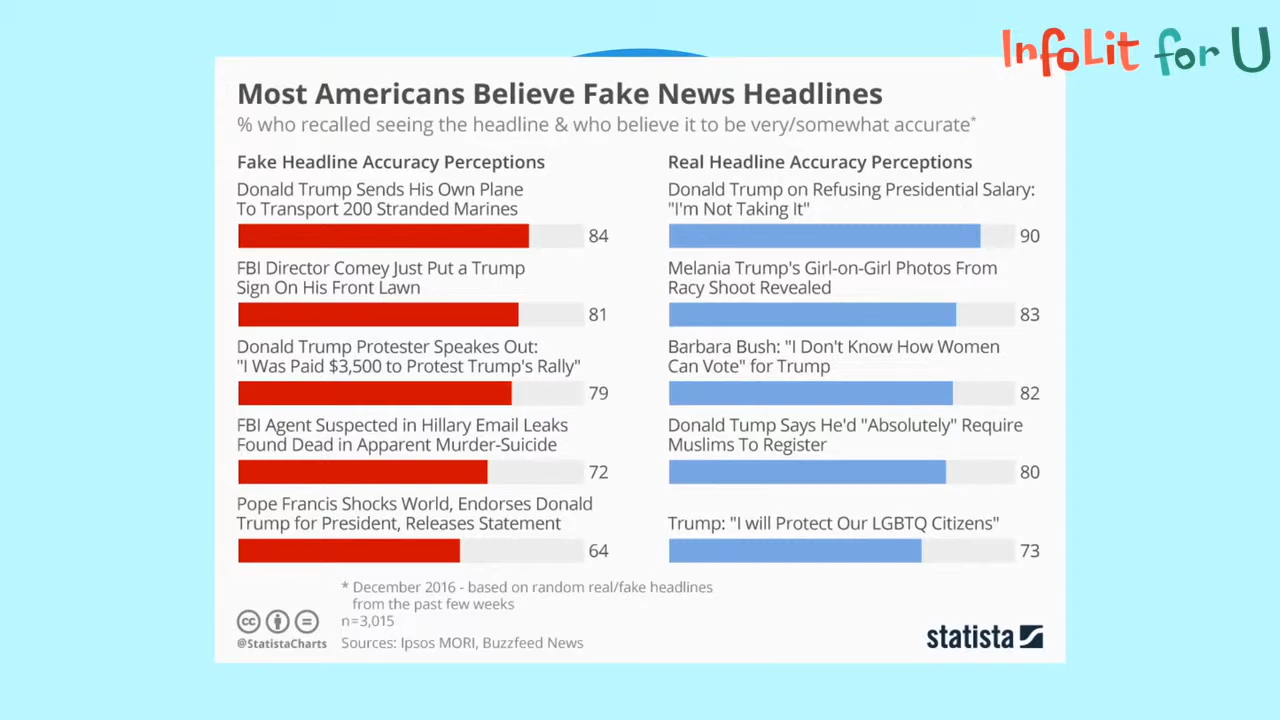 InfoLit for U
Most Americans Believe Fake News Headlines
% who recalled seeing the headline & who believe it to be very/somewhat accurate*
Fake Headline Accuracy Perceptions
Donald Trump Sends His Own Plane
To Transport 200 Stranded Marines
84
FBI Director Comey Just Put a Trump
Sign On His Front Lawn
81
Donald Trump Protester Speaks Out:
"I Was Paid $3,500 to Protest Trump's Rally"
79
FBI Agent Suspected in Hillary Email Leaks
Found Dead in Apparent Murder-Suicide
72
Pope Francis Shocks World, Endorses Donald
Trump for President, Releases Statement
64
Real Headline Accuracy Perceptions
Donald Trump on Refusing Presidential Salary:
"I'm Not Taking It"
90
Melania Trump's Girl-on-Girl Photos From
Racy Shoot Revealed
83
Barbara Bush: "I Don't Know How Women
Can Vote" for Trump
82
Donald Tump Says He'd "Absolutely" Require
Muslims To Register
80
Trump: "I will Protect Our LGBTQ Citizens"
73
* December 2016 - based on random real/fake headlines
from the past few weeks
n=3,015
Sources: Ipsos MORI, Buzzfeed News
cc
@StatistaCharts
statista